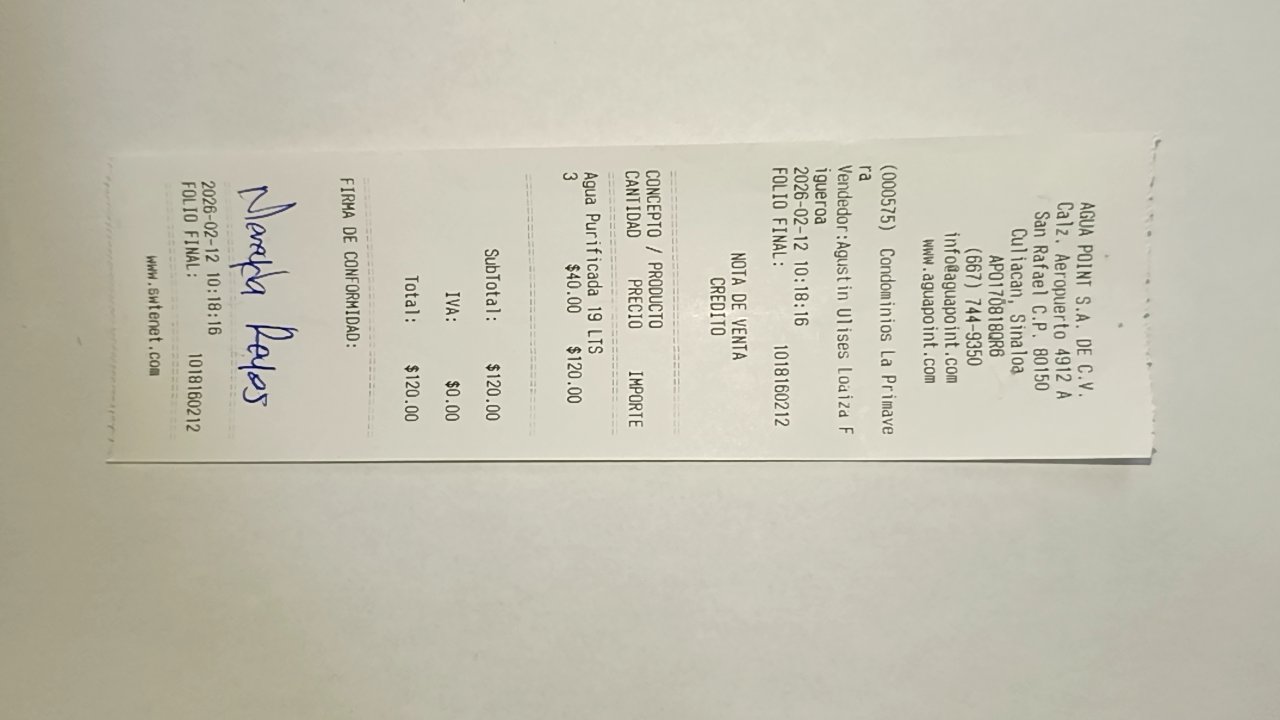 AGUA POINT S.A. DE C.V.
Calz. Aeropuerto 4912 A
San Rafael C.P. 80150
Culiacan, Sinaloa
APO170818QR6
(667) 744-9350
info@aguapoint.com
www.aguapoint.com
(000575) Condominios La Primave
ra
Vendedor:Agustin Ulises Loaiza F
igueroa
2026-02-12 10:18:16
FOLIO FINAL: 1018160212
NOTA DE VENTA
CREDITO
CONCEPTO / PRODUCTO
CANTIDAD PRECIO IMPORTE
Agua Purificada 19 LTS
3 $40.00 $120.00
SubTotal: $120.00
IVA: $0.00
Total: $120.00
FIRMA DE CONFORMIDAD:
2026-02-12 10:18:16
FOLIO FINAL: 1018160212
www.swtenet.com